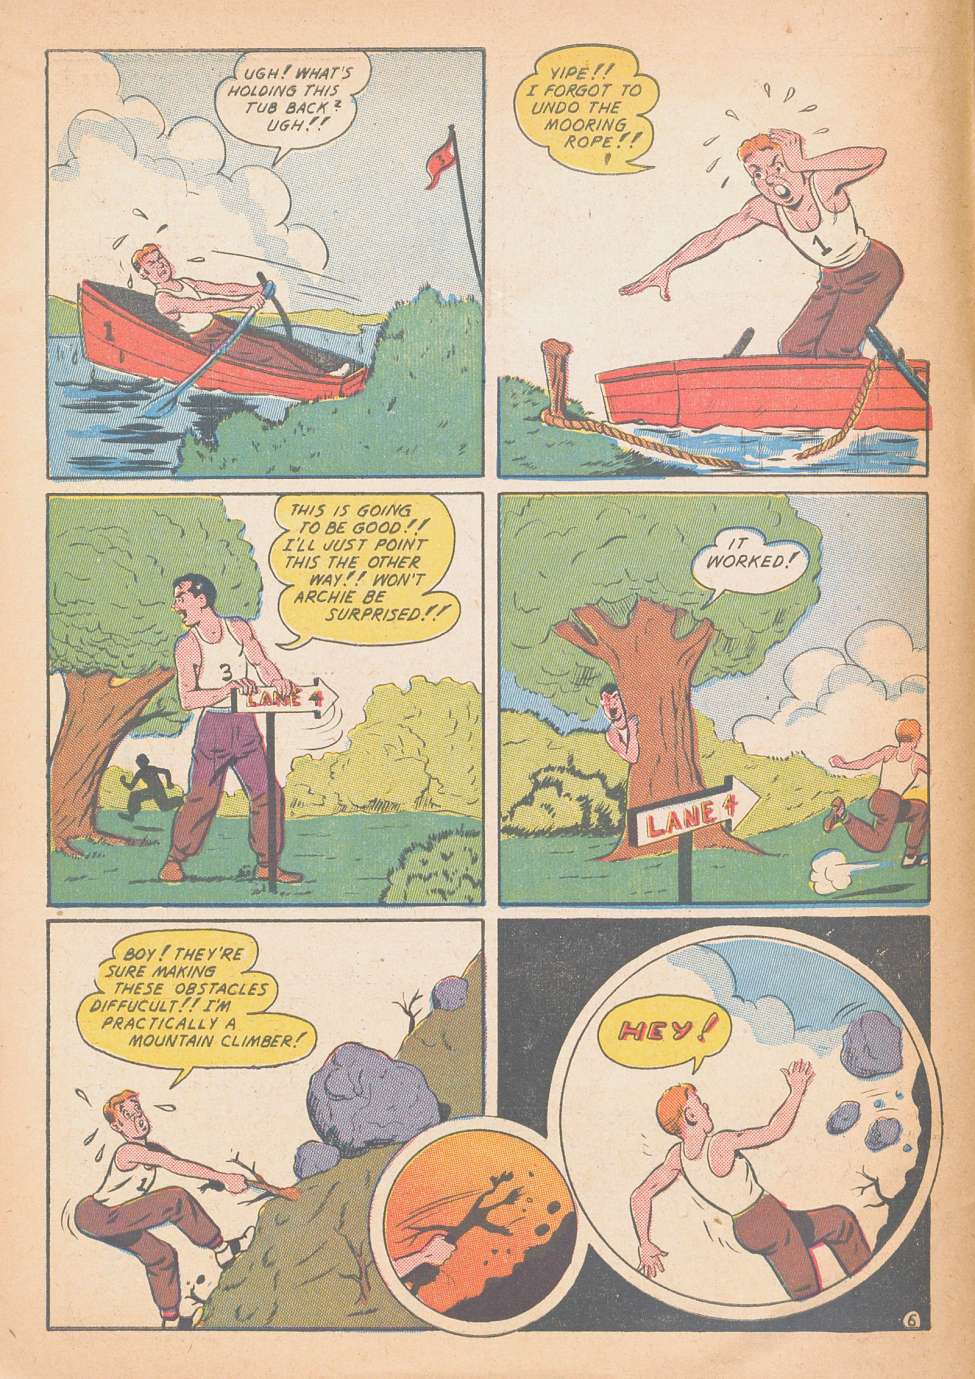 UGH! WHAT'S
HOLDING THIS
TUB BACK?
UGH!!
3
1
YIPE!!
I FORGOT TO
UNDO THE
MOORING
ROPE!!
1
THIS IS GOING
TO BE GOOD!!
I'LL JUST POINT
THIS THE OTHER
WAY!! WON'T
ARCHIE BE
SURPRISED!!
3
LANE 4
IT
WORKED!
LANE 4
BOY! THEY'RE
SURE MAKING
THESE OBSTACLES
DIFFUCULT!! I'M
PRACTICALLY A
MOUNTAIN CLIMBER!
1
HEY!
6